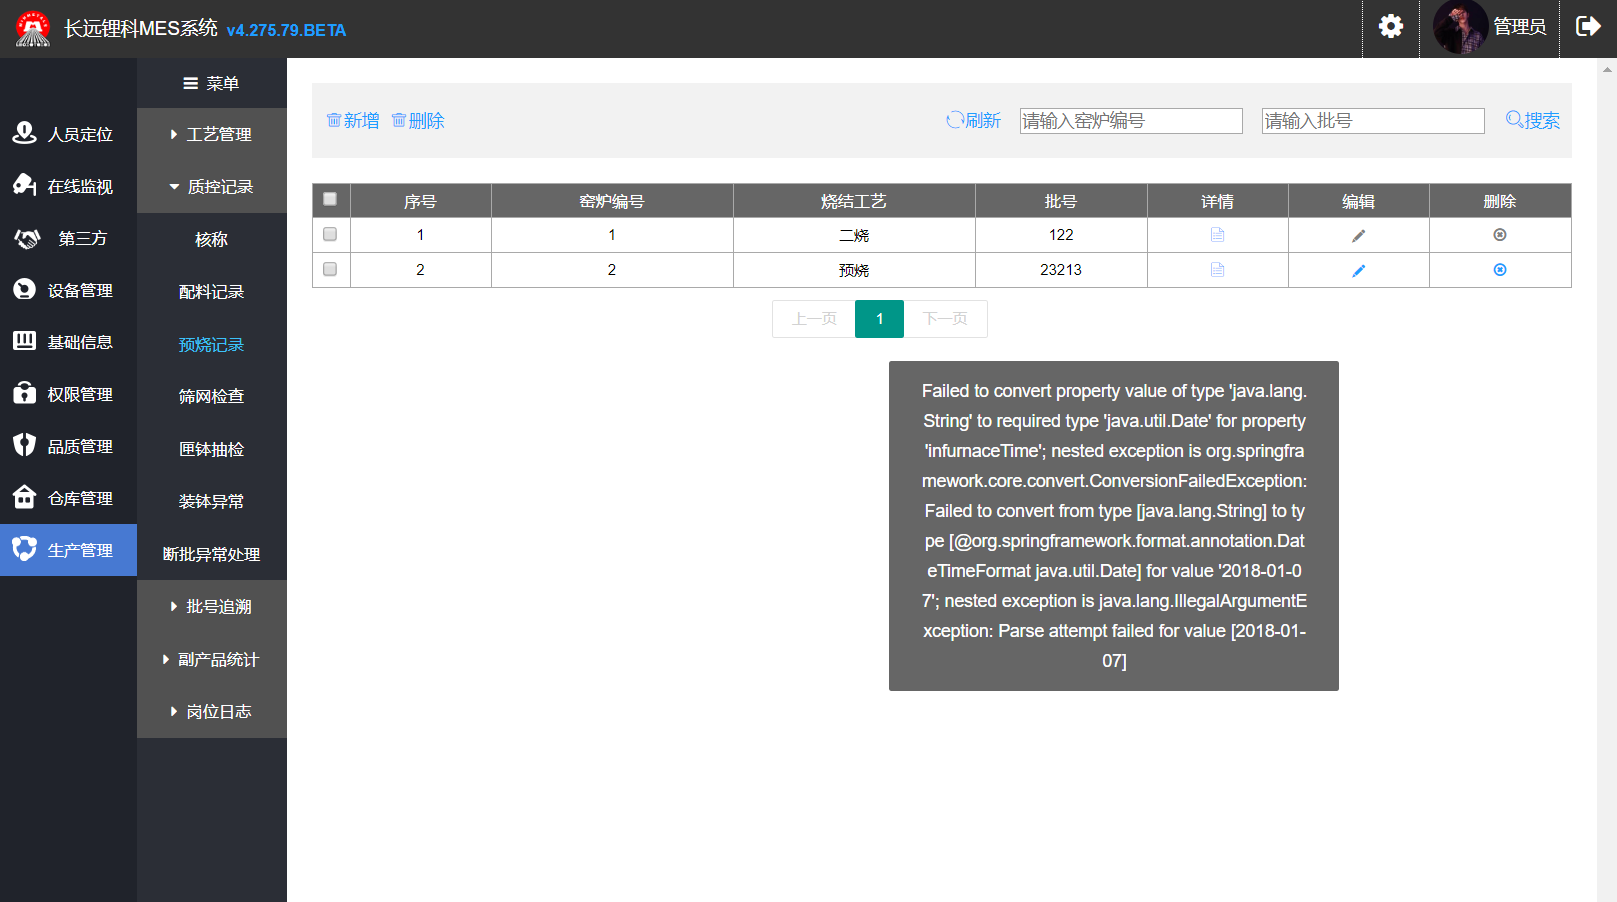 长远锂科MES系统 v4.275.79.BETA
管理员
人员定位
在线监视
第三方
设备管理
基础信息
权限管理
品质管理
仓库管理
生产管理
菜单
工艺管理
质控记录
核称
配料记录
预烧记录
筛网检查
匣钵抽检
装钵异常
断批异常处理
批号追溯
副产品统计
岗位日志
新增 删除 刷新 请输入窑炉编号 请输入批号 搜索
序号 窑炉编号 烧结工艺 批号 详情 编辑 删除
1 1 二烧 122
2 2 预烧 23213
上一页 1 下一页
Failed to convert property value of type 'java.lang.
String' to required type 'java.util.Date' for property
'infurnaceTime'; nested exception is org.springfra
mework.core.convert.ConversionFailedException:
Failed to convert from type [java.lang.String] to ty
pe [@org.springframework.format.annotation.Dat
eTimeFormat java.util.Date] for value '2018-01-0
7'; nested exception is java.lang.IllegalArgumentE
xception: Parse attempt failed for value [2018-01-
07]